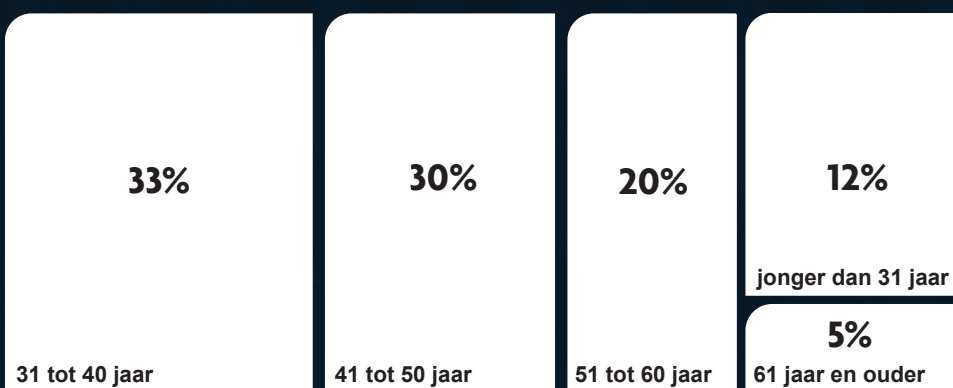 33%
31 tot 40 jaar
30%
41 tot 50 jaar
20%
51 tot 60 jaar
12%
jonger dan 31 jaar
5%
61 jaar en ouder